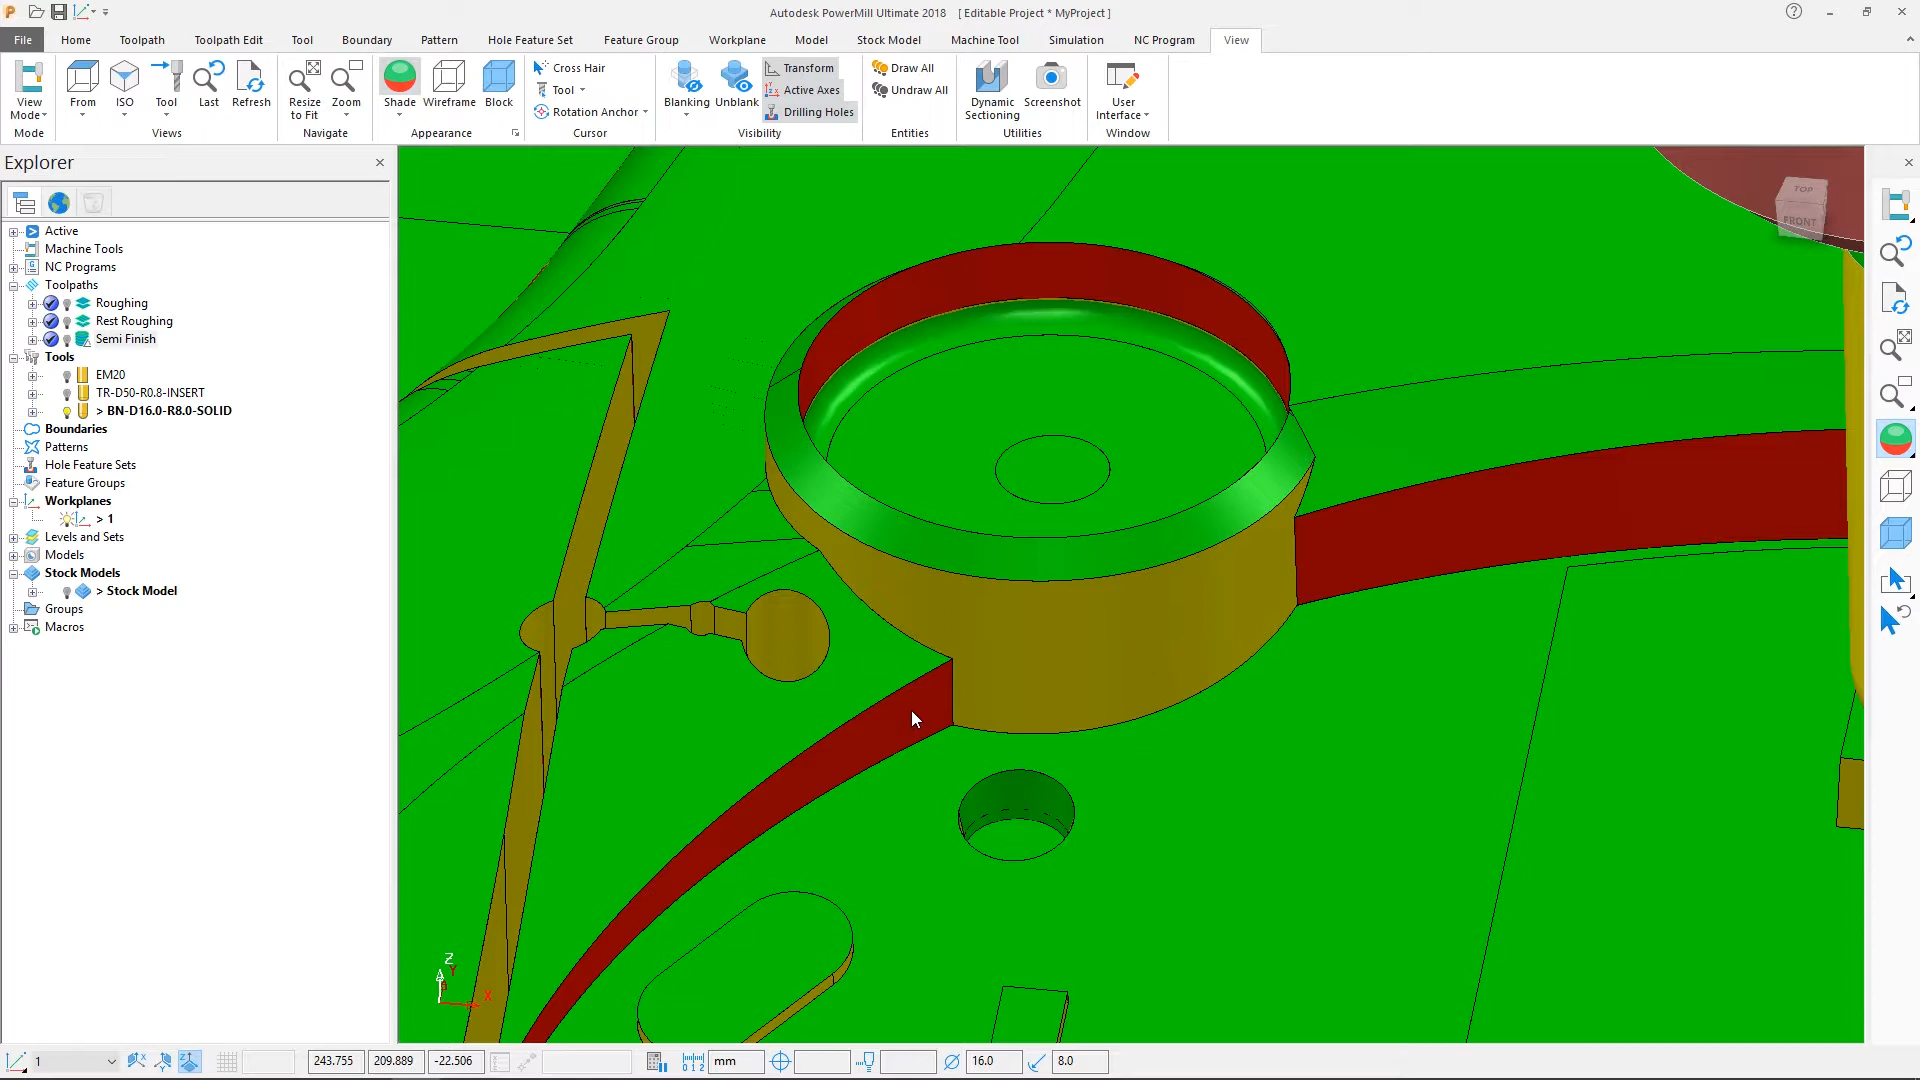 Autodesk PowerMill Ultimate 2018 [ Editable Project * MyProject ]
File Home Toolpath Toolpath Edit Tool Boundary Pattern Hole Feature Set Feature Group Workplane Model Stock Model Machine Tool Simulation NC Program View
View Mode
Mode
From ISO Tool Last Refresh
Views
Resize to Fit Zoom
Navigate
Shade Wireframe Block
Appearance
Cross Hair
Tool
Rotation Anchor
Cursor
Blanking Unblank
Transform
Active Axes
Drilling Holes
Visibility
Draw All
Undraw All
Entities
Dynamic Sectioning Screenshot
Utilities
User Interface
Window
Explorer
Active
Machine Tools
NC Programs
Toolpaths
Roughing
Rest Roughing
Semi Finish
Tools
EM20
TR-D50-R0.8-INSERT
> BN-D16.0-R8.0-SOLID
Boundaries
Patterns
Hole Feature Sets
Feature Groups
Workplanes
> 1
Levels and Sets
Models
Stock Models
> Stock Model
Groups
Macros
TOP
FRONT
Z
Y
X
1 243.755 209.889 -22.506 mm 16.0 8.0